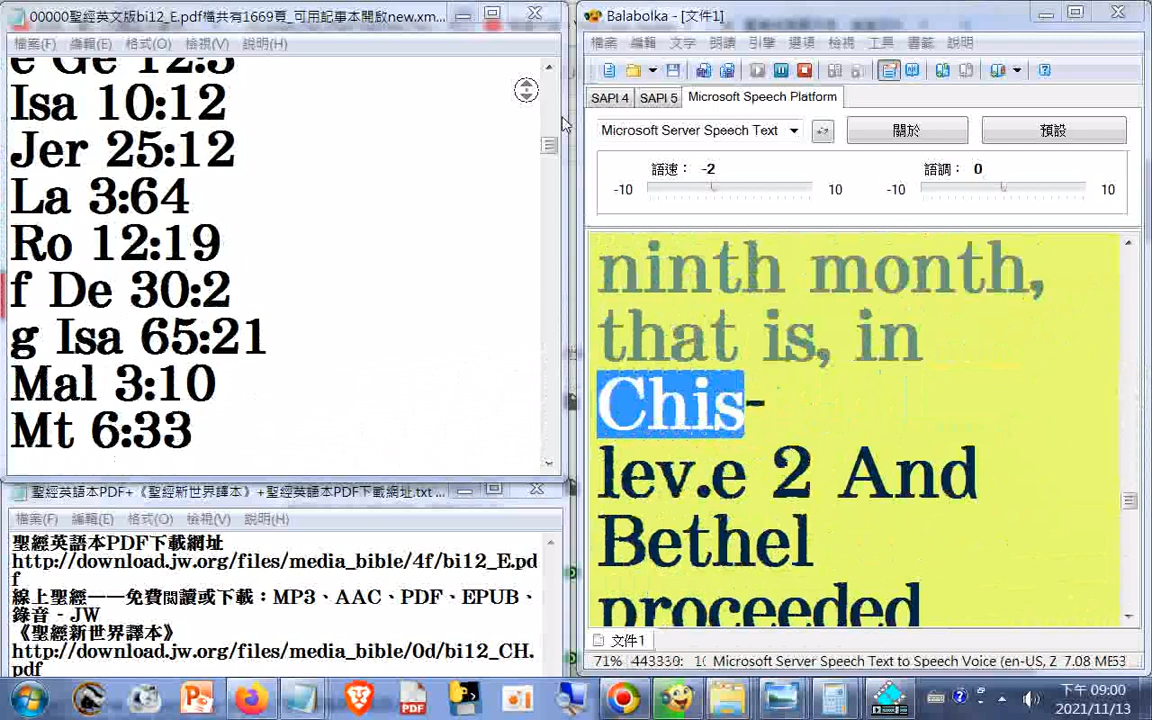 00000聖經英文版bi12_E.pdf檔共有1669頁_可用記事本開啟new.xm...
檔案(F) 編輯(E) 格式(O) 檢視(V) 說明(H)
e Ge 12:3
Isa 10:12
Jer 25:12
La 3:64
Ro 12:19
f De 30:2
g Isa 65:21
Mal 3:10
Mt 6:33
聖經英語本PDF+《聖經新世界譯本》+聖經英語本PDF下載網址.txt ...
檔案(F) 編輯(E) 格式(O) 檢視(V) 說明(H)
聖經英語本PDF下載網址
http://download.jw.org/files/media_bible/4f/bi12_E.pd
f
線上聖經——免費閱讀或下載：MP3、AAC、PDF、EPUB、
錄音 - JW
《聖經新世界譯本》
http://download.jw.org/files/media_bible/0d/bi12_CH.
pdf
Balabolka - [文件1]
檔案 編輯 文字 朗讀 引擎 選項 檢視 工具 書籤 說明
SAPI 4 SAPI 5 Microsoft Speech Platform
Microsoft Server Speech Text 關於 預設
語速： -2 語調： 0
-10 10 -10 10
ninth month,
that is, in
Chis-
lev.e 2 And
Bethel
proceeded
文件1
71% 443339: Microsoft Server Speech Text to Speech Voice (en-US, Z 7.08 ME
下午 09:00
2021/11/13